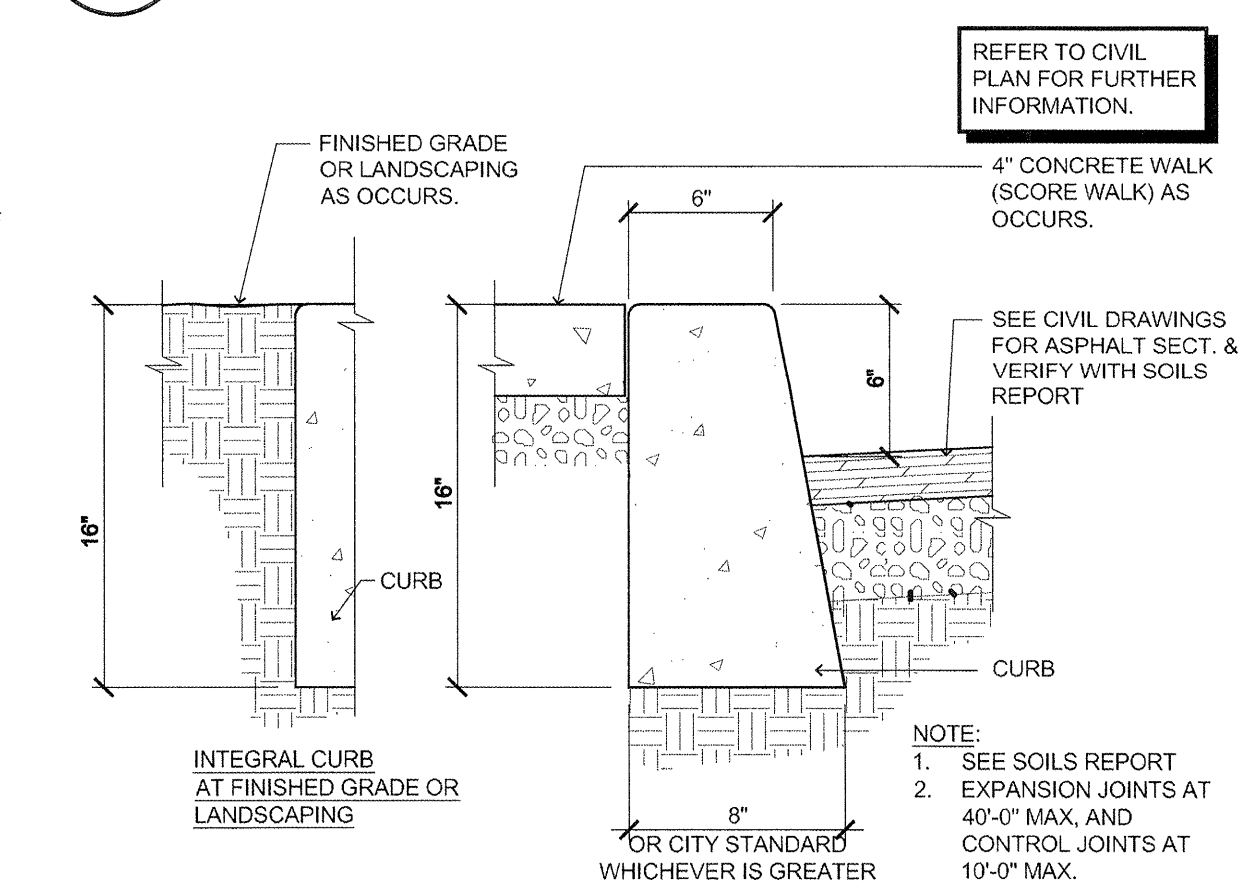 REFER TO CIVIL
PLAN FOR FURTHER
INFORMATION.
FINISHED GRADE
OR LANDSCAPING
AS OCCURS.
4" CONCRETE WALK
(SCORE WALK) AS
OCCURS.
6"
SEE CIVIL DRAWINGS
FOR ASPHALT SECT. &
VERIFY WITH SOILS
REPORT
6"
16"
16"
CURB
CURB
INTEGRAL CURB
AT FINISHED GRADE OR
LANDSCAPING
8"
OR CITY STANDARD
WHICHEVER IS GREATER
NOTE:
1. SEE SOILS REPORT
2. EXPANSION JOINTS AT
40'-0" MAX, AND
CONTROL JOINTS AT
10'-0" MAX.